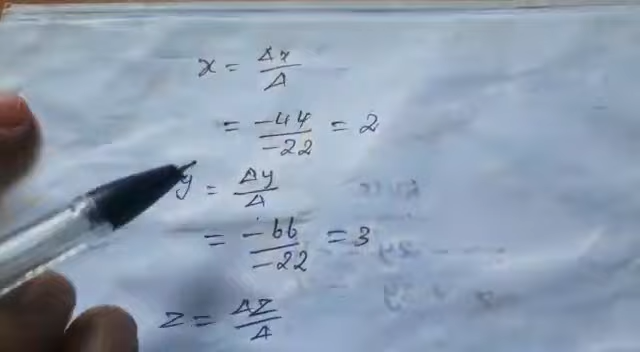 x = Δx/Δ
= -44/-22 = 2
y = Δy/Δ
= -66/-22 = 3
z = Δz/Δ